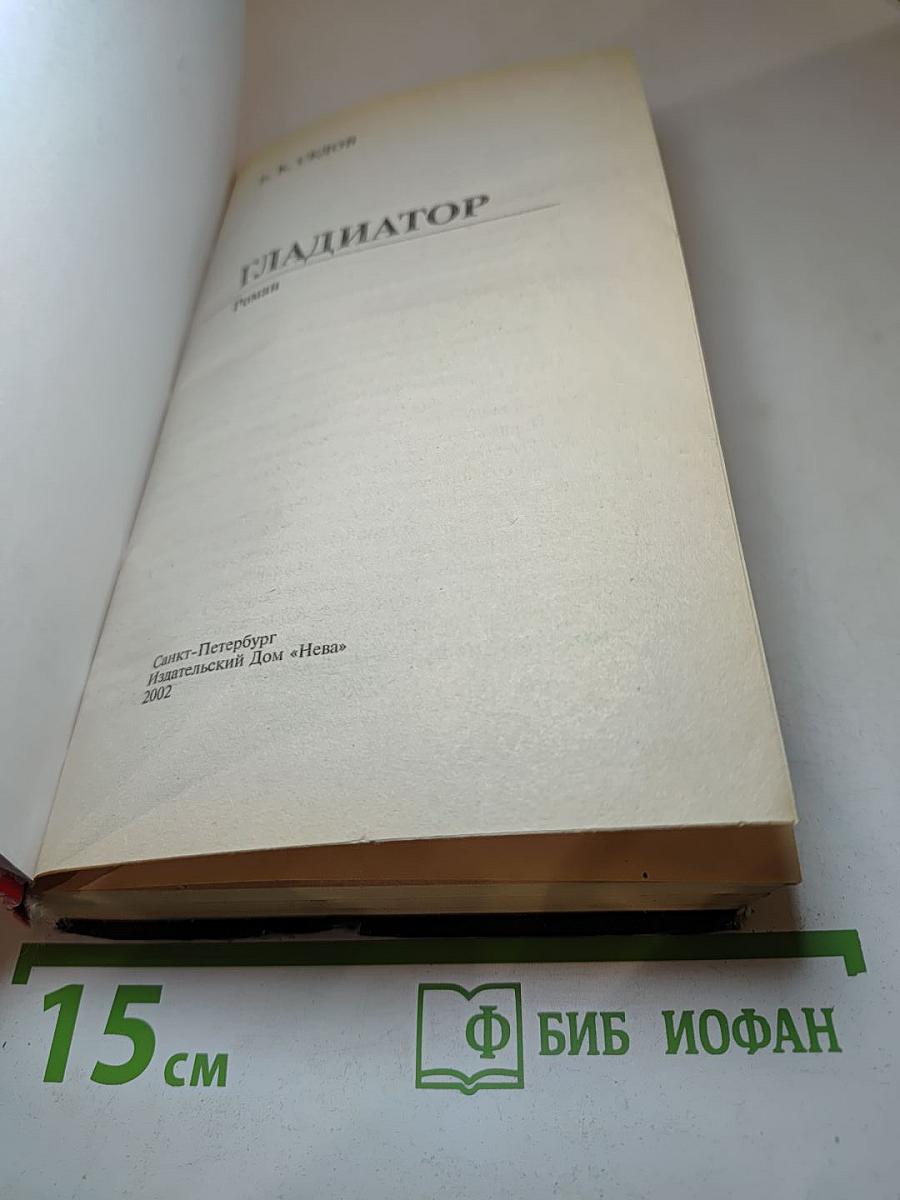 ГЛАДИАТОР
Роман
Санкт-Петербург
Издательский Дом «Нева»
2002
15 см
Ф БИБ ИОФАН